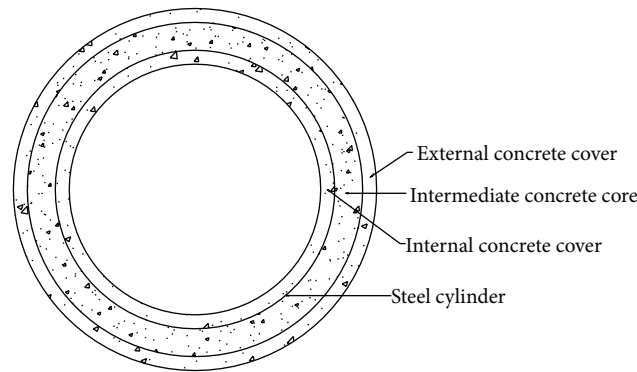 External concrete cover
Intermediate concrete core
Internal concrete cover
Steel cylinder